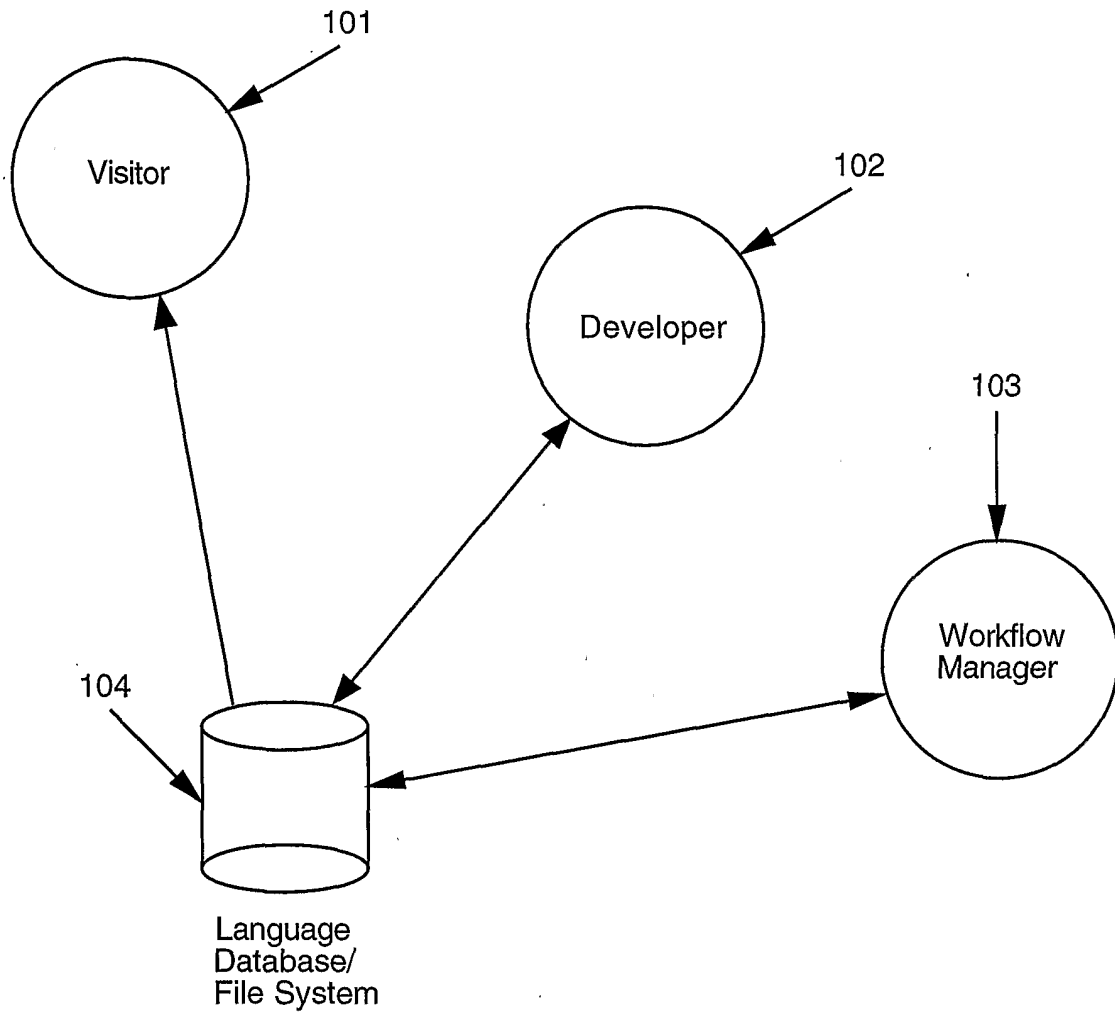 101
Visitor
102
Developer
103
Workflow
Manager
104
Language
Database/
File System